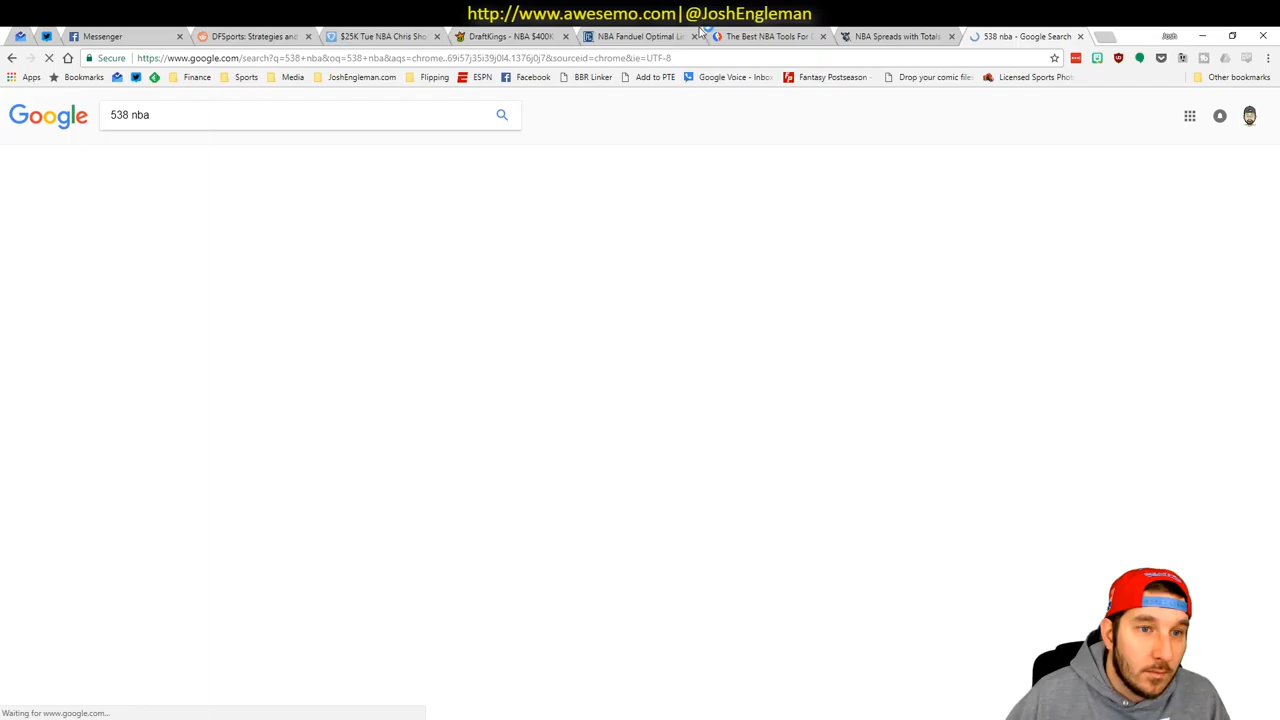 http://www.awesemo.com|@JoshEngleman
Messenger
DFSports: Strategies and
$25K Tue NBA Chris Sho
DraftKings - NBA $400K
NBA Fanduel Optimal Li
The Best NBA Tools For
NBA Spreads with Totals
538 nba - Google Search
Josh
Secure
https://www.google.com/search?q=538+nba&oq=538+nba&aqs=chrome..69i57j35i39j0l4.1376j0j7&sourceid=chrome&ie=UTF-8
Apps
Bookmarks
Finance
Sports
Media
JoshEngleman.com
Flipping
ESPN
Facebook
BBR Linker
Add to PTE
Google Voice - Inbox
Fantasy Postseason -
Drop your comic files
Licensed Sports Pho
Other bookmarks
Google
538 nba
Waiting for www.google.com...